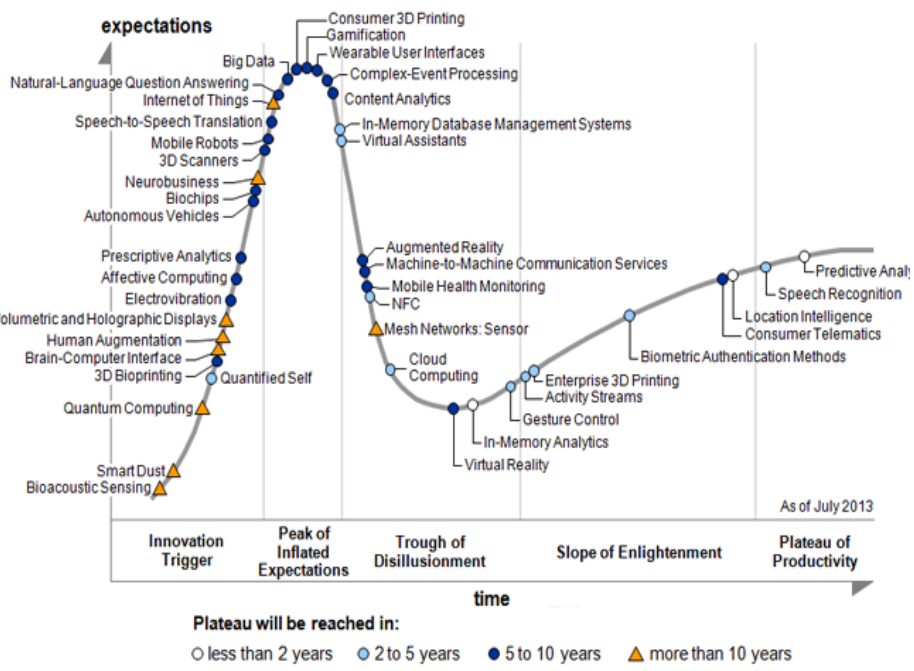 expectations
Consumer 3D Printing
Gamification
Wearable User Interfaces
Big Data
Complex-Event Processing
Natural-Language Question Answering
Content Analytics
Internet of Things
Speech-to-Speech Translation
In-Memory Database Management Systems
Mobile Robots
Virtual Assistants
3D Scanners
Neurobusiness
Biochips
Autonomous Vehicles
Augmented Reality
Prescriptive Analytics
Machine-to-Machine Communication Services
Affective Computing
Mobile Health Monitoring
Electrovibration
NFC
olumetric and Holographic Displays
Mesh Networks: Sensor
Human Augmentation
Brain-Computer Interface
3D Bioprinting
Quantified Self
Cloud
Computing
Quantum Computing
Smart Dust
Bioacoustic Sensing
Predictive Analy
Speech Recognition
Location Intelligence
Consumer Telematics
Biometric Authentication Methods
Enterprise 3D Printing
Activity Streams
Gesture Control
In-Memory Analytics
Virtual Reality
As of July 2013
Innovation
Trigger
Peak of
Inflated
Expectations
Trough of
Disillusionment
Slope of Enlightenment
Plateau of
Productivity
time
Plateau will be reached in:
less than 2 years 2 to 5 years 5 to 10 years more than 10 years